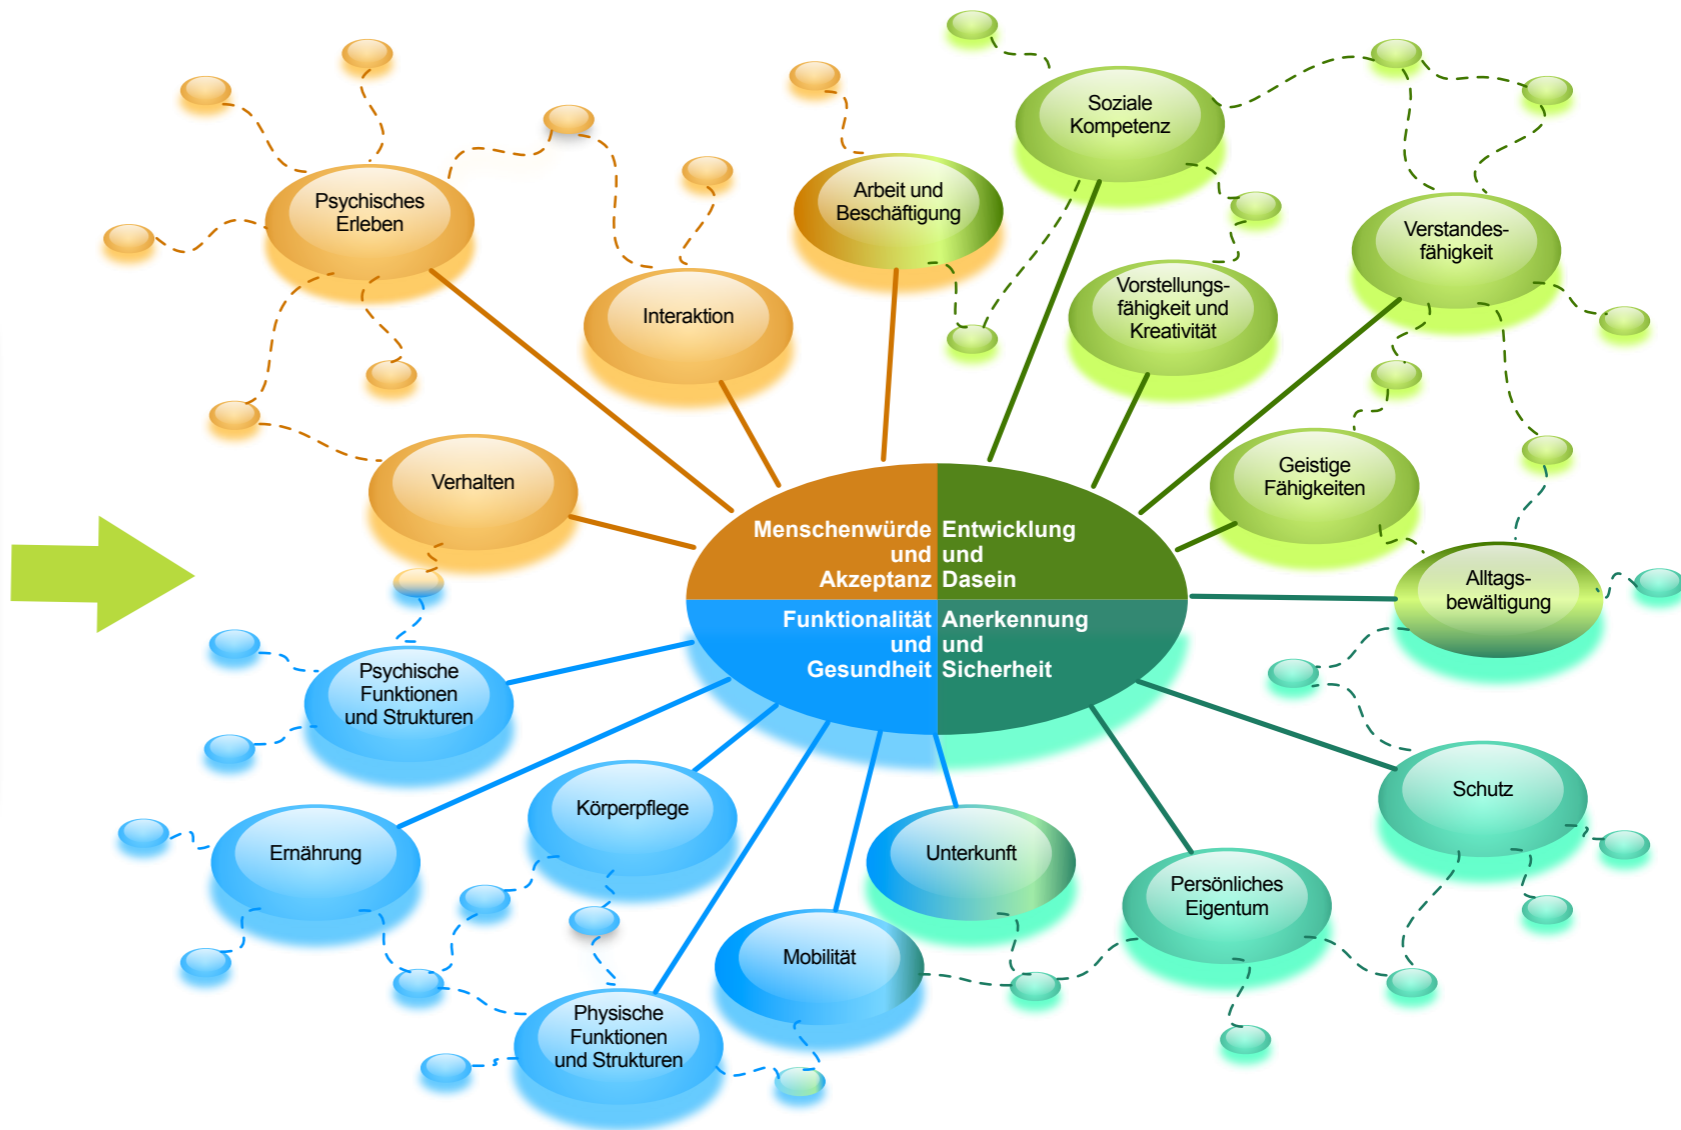 Soziale
Kompetenz
Psychisches
Erleben
Arbeit und
Beschäftigung
Verstandes-
fähigkeit
Interaktion
Vorstellungs-
fähigkeit und
Kreativität
Verhalten
Geistige
Fähigkeiten
Menschenwürde
und
Akzeptanz
Entwicklung
und
Dasein
Alltags-
bewältigung
Funktionalität
und
Gesundheit
Anerkennung
und
Sicherheit
Psychische
Funktionen
und Strukturen
Schutz
Körperpflege
Ernährung
Unterkunft
Persönliches
Eigentum
Mobilität
Physische
Funktionen
und Strukturen